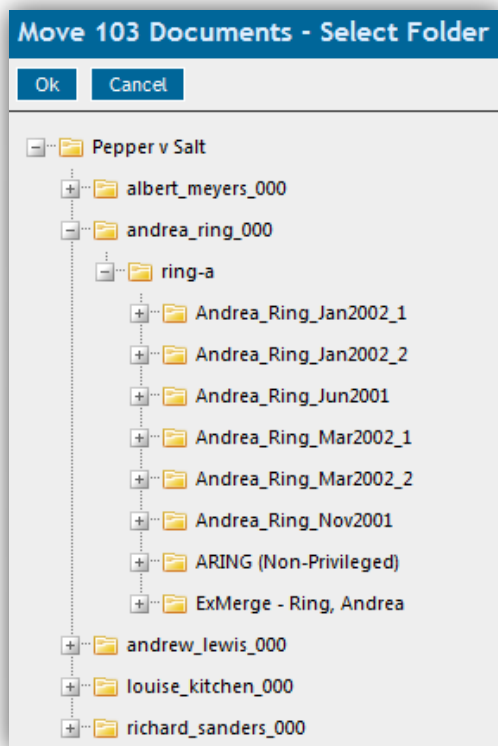 Move 103 Documents - Select Folder
Ok Cancel
Pepper v Salt
albert_meyers_000
andrea_ring_000
ring-a
Andrea_Ring_Jan2002_1
Andrea_Ring_Jan2002_2
Andrea_Ring_Jun2001
Andrea_Ring_Mar2002_1
Andrea_Ring_Mar2002_2
Andrea_Ring_Nov2001
ARING (Non-Privileged)
ExMerge - Ring, Andrea
andrew_lewis_000
louise_kitchen_000
richard_sanders_000